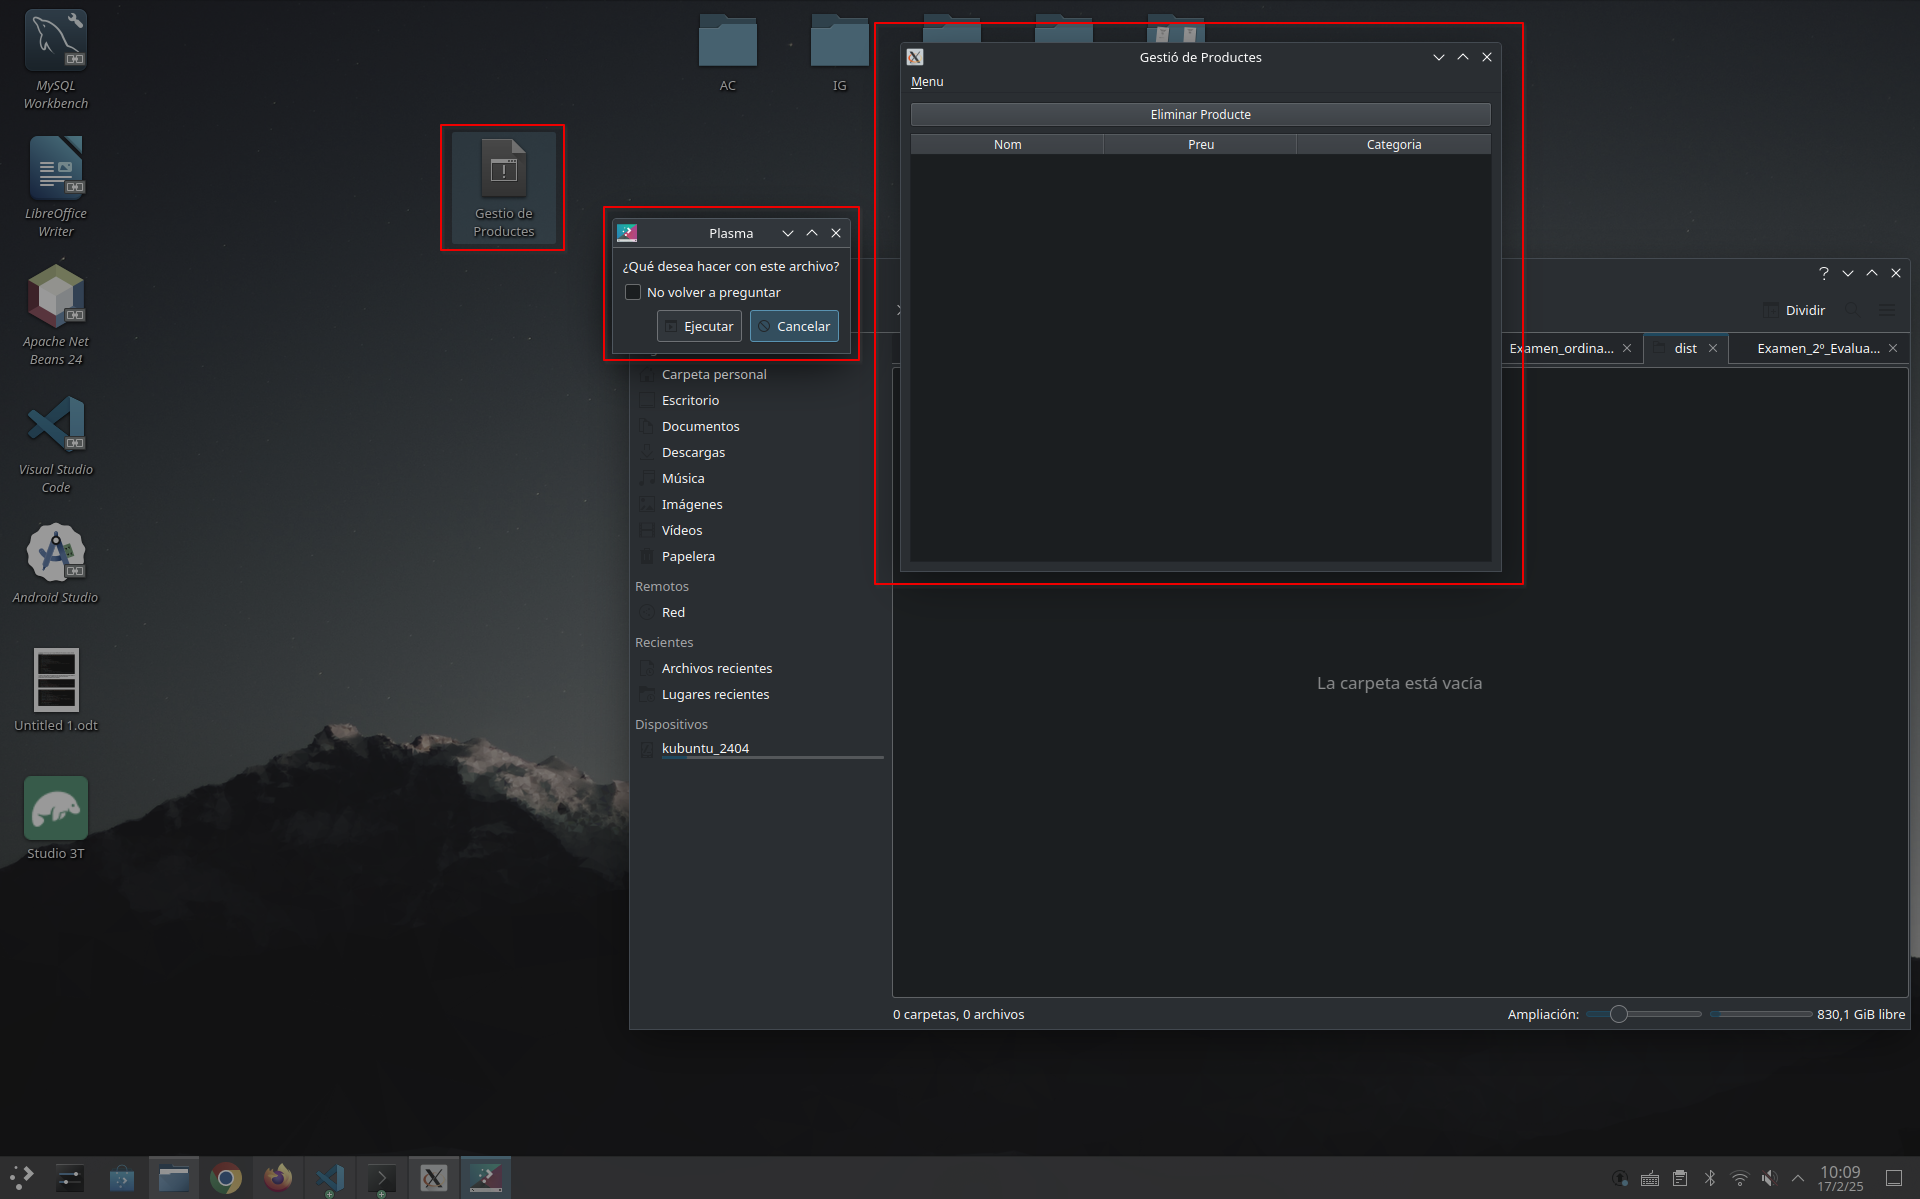 MySQL
Workbench
LibreOffice
Writer
Apache Net
Beans 24
Visual Studio
Code
Android Studio
Untitled 1.odt
Studio 3T
AC
IG
Gestio de
Productes
Plasma
¿Qué desea hacer con este archivo?
No volver a preguntar
Ejecutar
Cancelar
Gestió de Productes
Menu
Eliminar Producte
Nom
Preu
Categoria
Dividir
Examen_ordina...
dist
Examen_2º_Evalua...
Carpeta personal
Escritorio
Documentos
Descargas
Música
Imágenes
Vídeos
Papelera
Remotos
Red
Recientes
Archivos recientes
Lugares recientes
Dispositivos
kubuntu_2404
La carpeta está vacía
0 carpetas, 0 archivos
Ampliación:
830,1 GiB libre
10:09
17/2/25